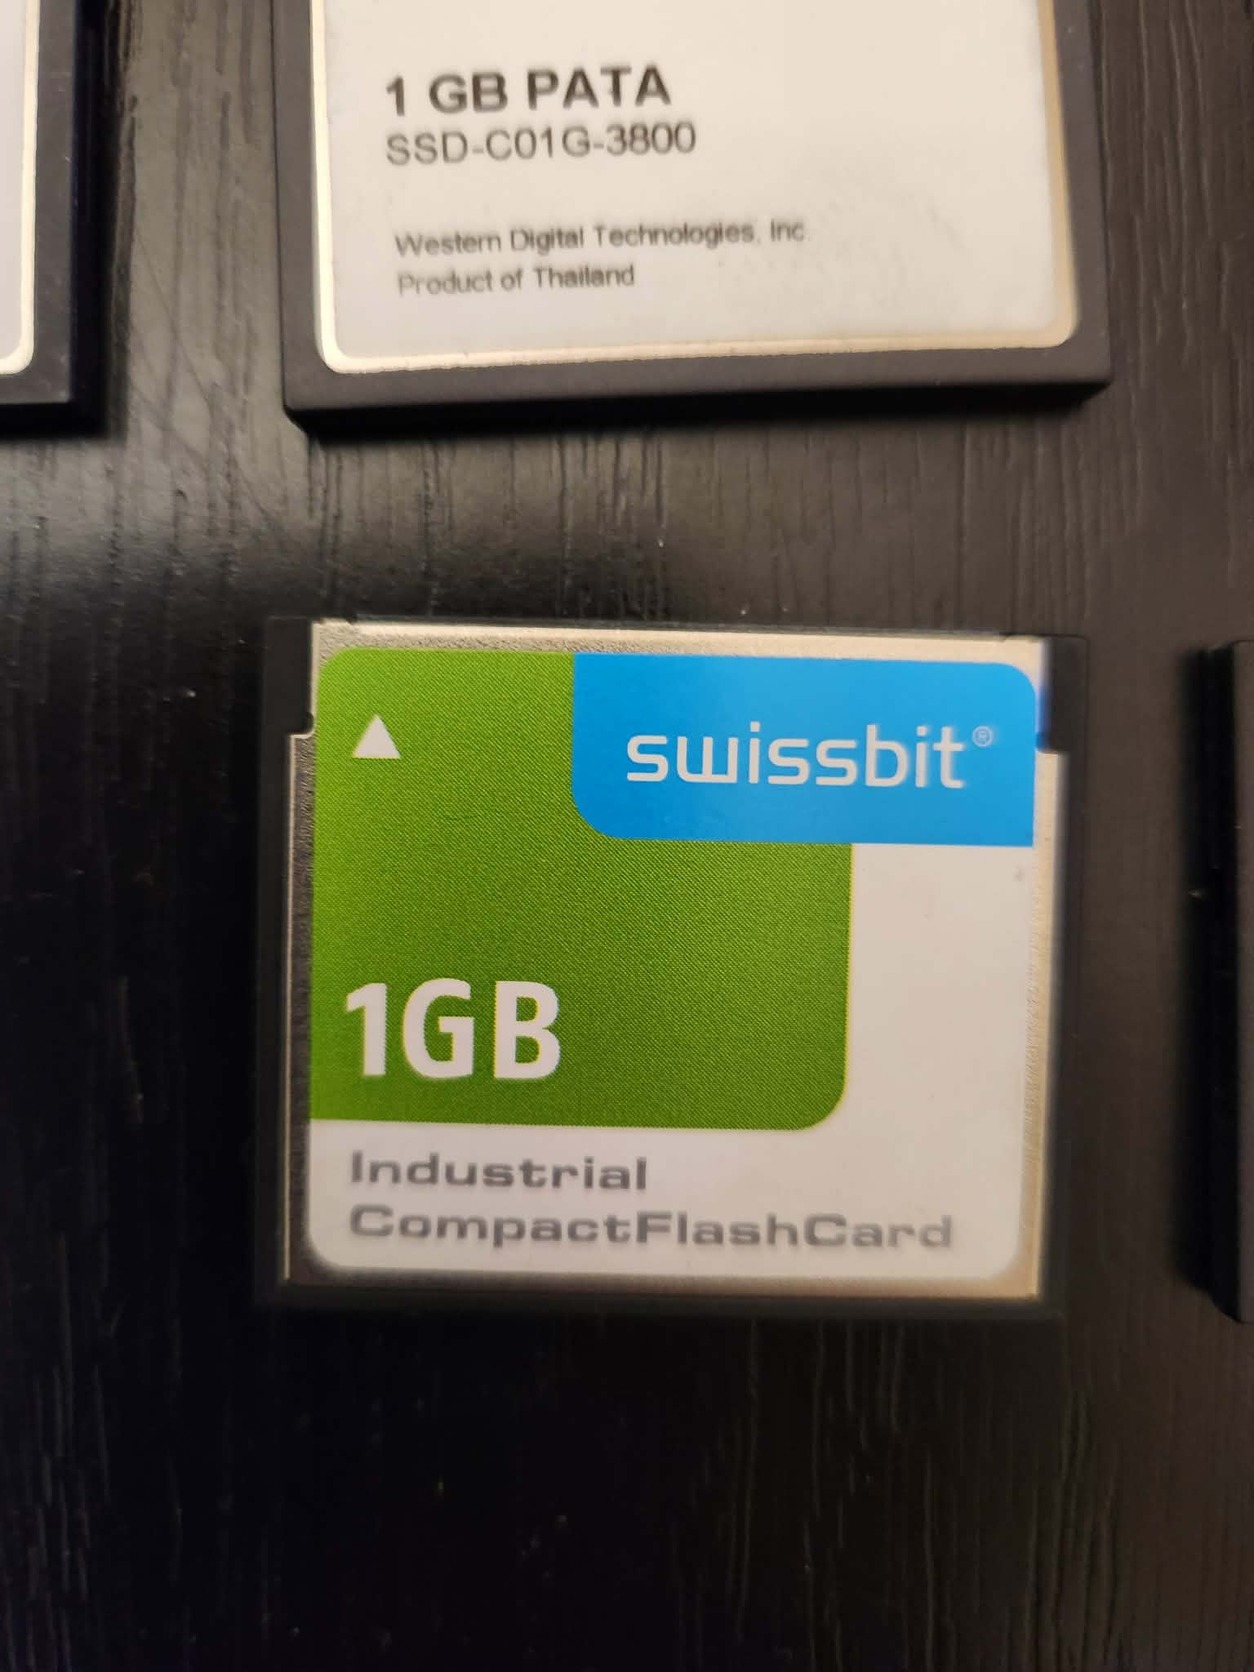 1 GB PATA
SSD-C01G-3800
Western Digital Technologies, Inc.
Product of Thailand
swissbit®
1GB
Industrial
CompactFlashCard